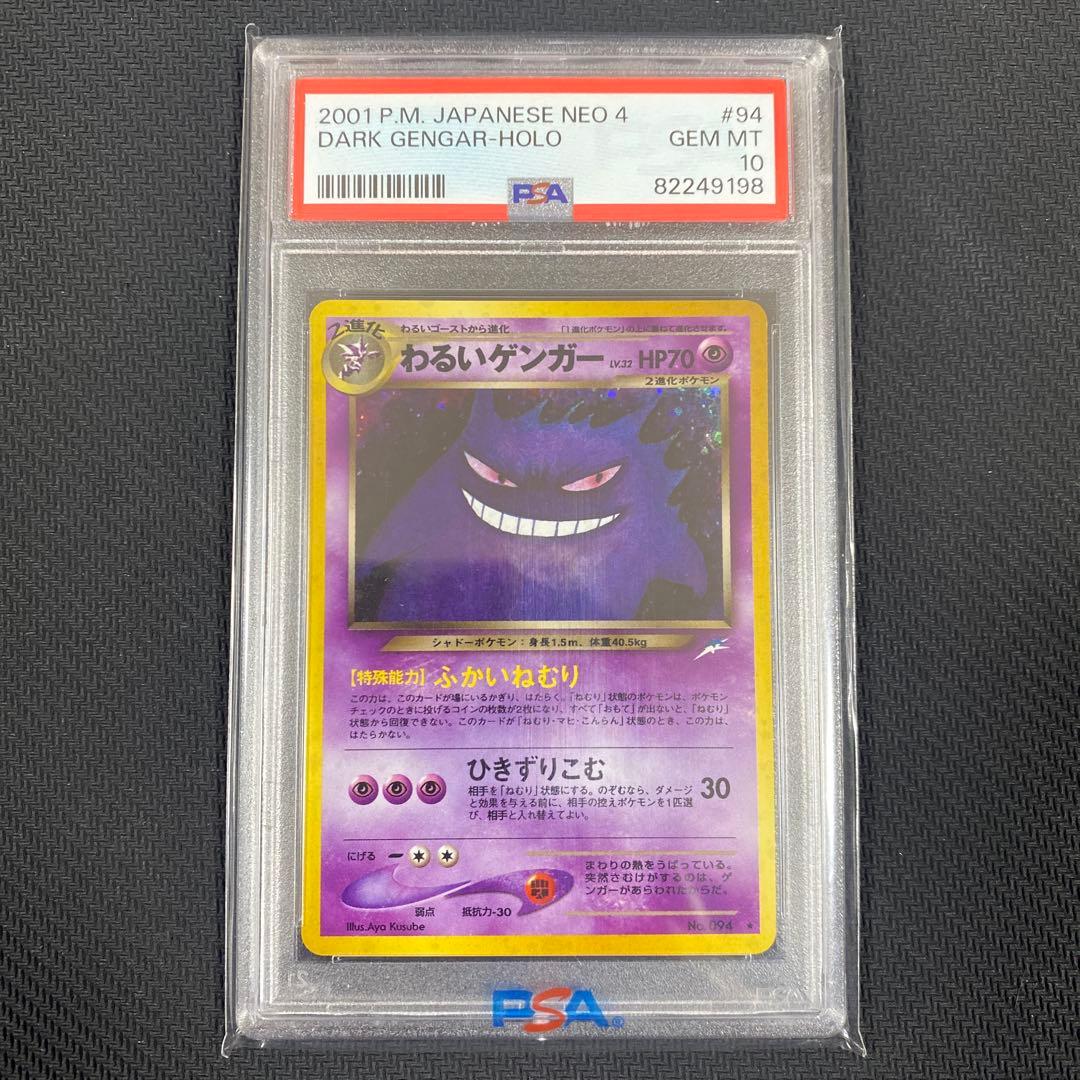 2001 P.M. JAPANESE NEO 4 #94
DARK GENGAR-HOLO GEM MT
10
PSA 82249198
2進化
わるいゴーストから進化 「1進化ポケモン」の上に重ねて進化させます。
わるいゲンガー LV.32 HP70
2進化ポケモン
シャドーポケモン：身長1.5m、体重40.5kg
【特殊能力】ふかいねむり
この力は、このカードが場にいるかぎり、はたらく。「ねむり」状態のポケモンは、ポケモン
チェックのときに投げるコインの枚数が2枚になり、すべて「おもて」が出ないと、「ねむり」
状態から回復できない。このカードが「ねむり・マヒ・こんらん」状態のとき、この力は、
はたらかない。
ひきずりこむ
相手を「ねむり」状態にする。のぞむなら、ダメージ
と効果を与える前に、相手の控えポケモンを1匹選
び、相手と入れ替えてよい。
30
にげる
弱点 抵抗力-30
まわりの熱をうばっている。
突然さむけがするのは、ゲ
ンガーがあらわれたからだ。
Illus.Aya Kusube No.094 ★
PSA®